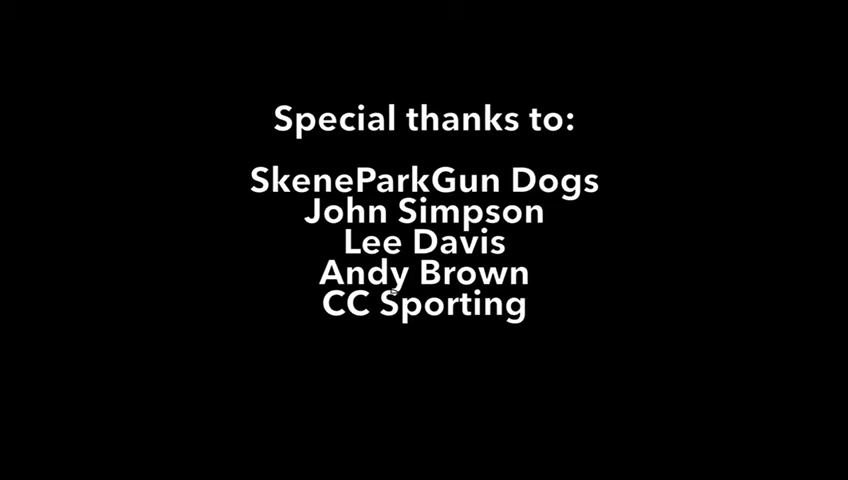 Special thanks to:
SkeneParkGun Dogs
John Simpson
Lee Davis
Andy Brown
CC Sporting